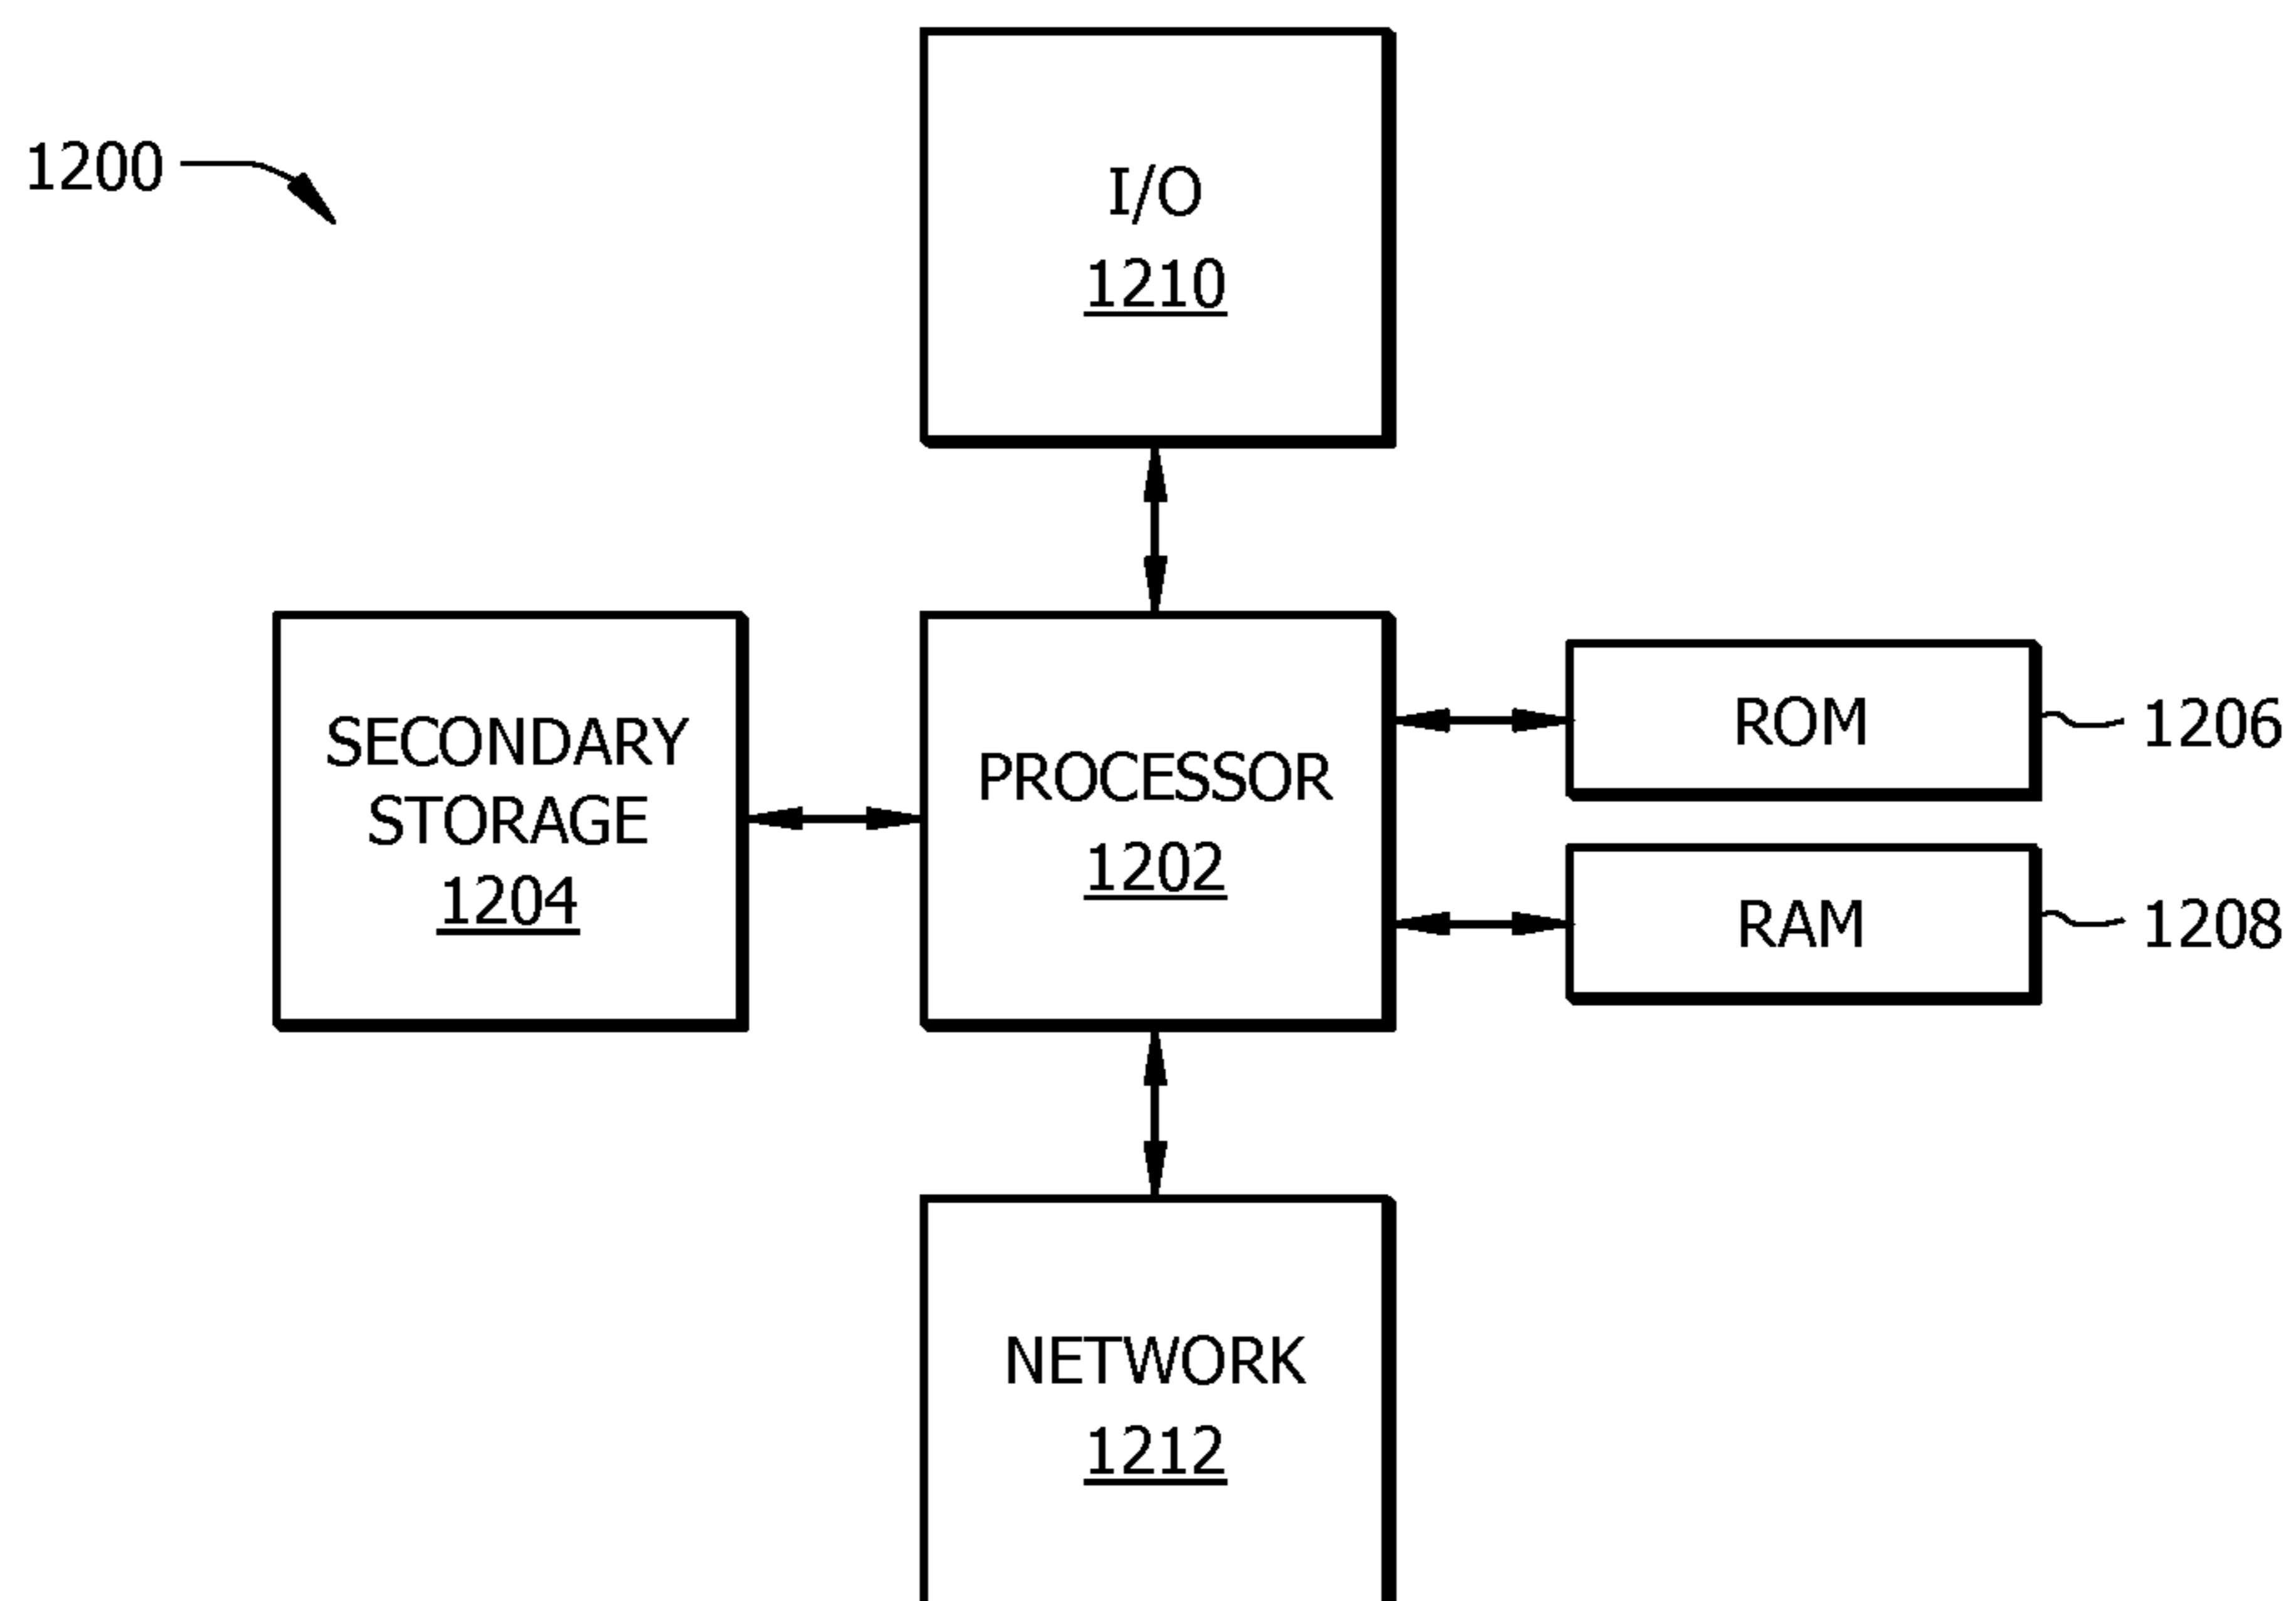 1200
I/O
1210
SECONDARY
STORAGE
1204
PROCESSOR
1202
ROM
1206
RAM
1208
NETWORK
1212